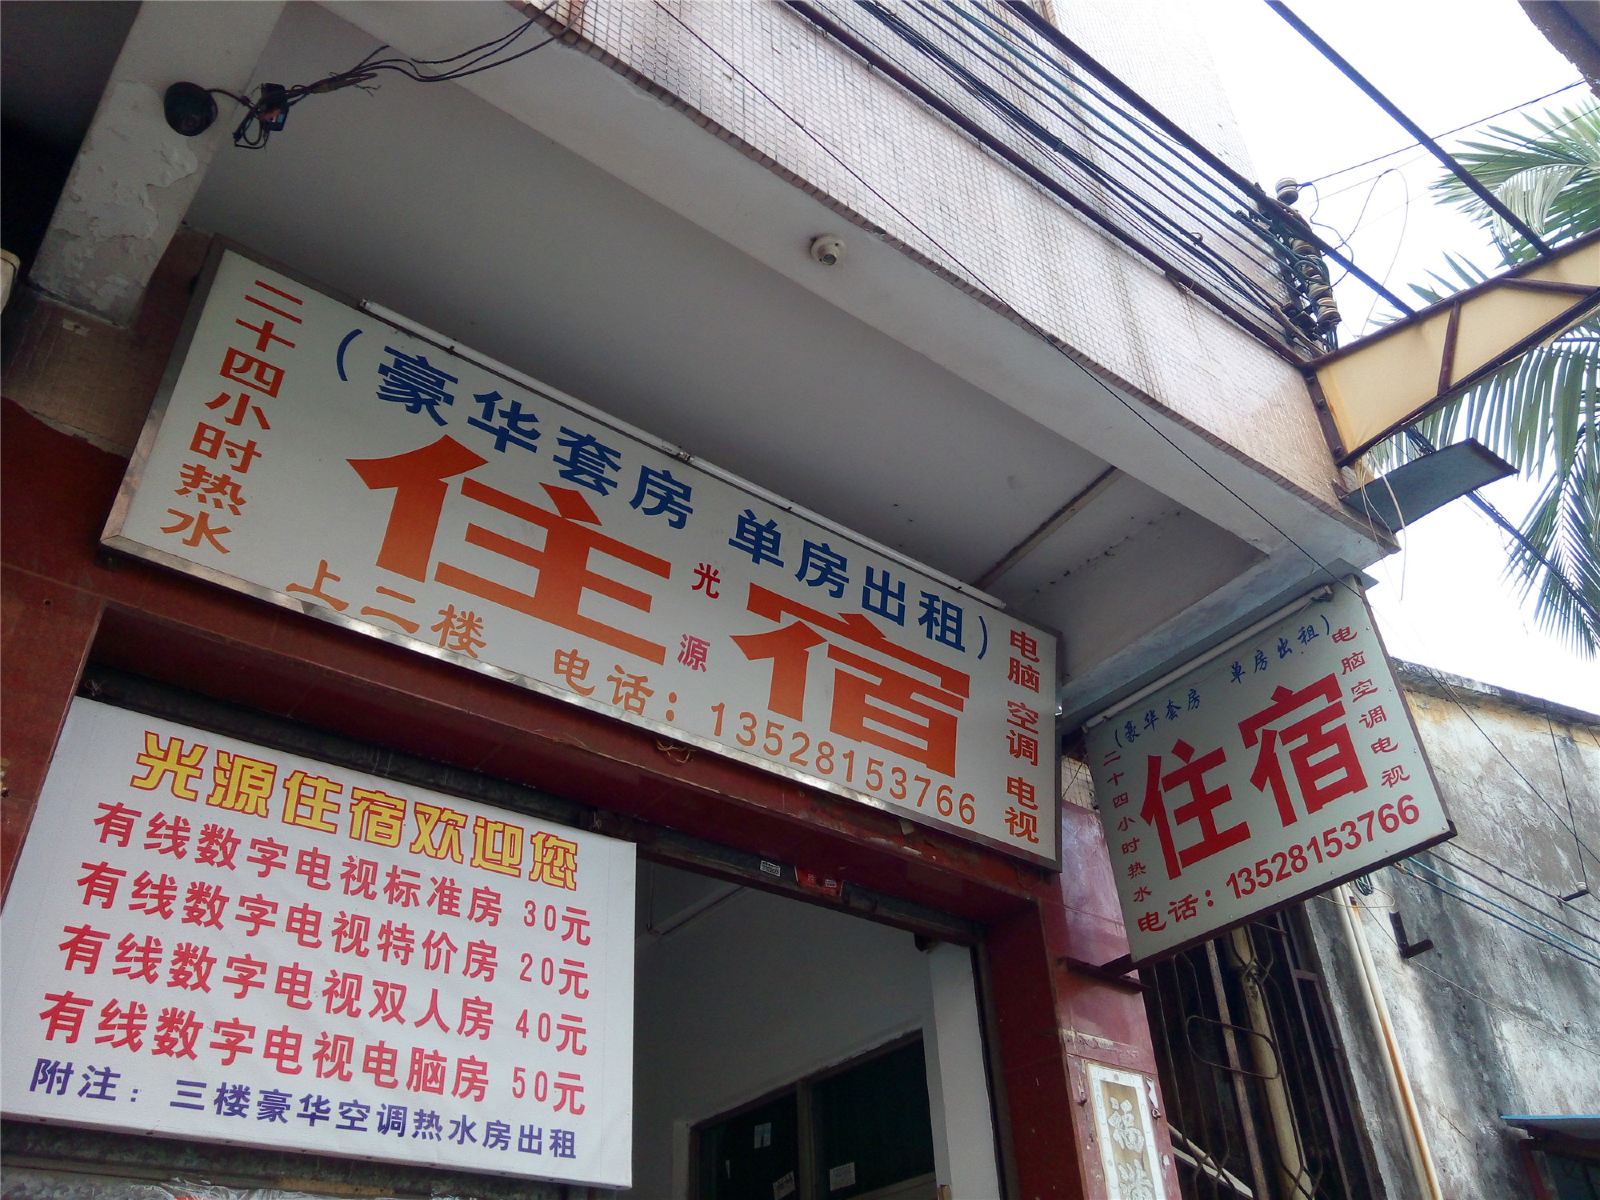 二十四小时热水
（豪华套房 单房出租）
住宿
光源
上二楼 电话：13528153766
电脑空调电视
（豪华套房 单房出租）
住宿
二十四小时热水
电脑空调电视
电话：13528153766
光源住宿欢迎您
有线数字电视标准房 30元
有线数字电视特价房 20元
有线数字电视双人房 40元
有线数字电视电脑房 50元
附注：三楼豪华空调热水房出租
福